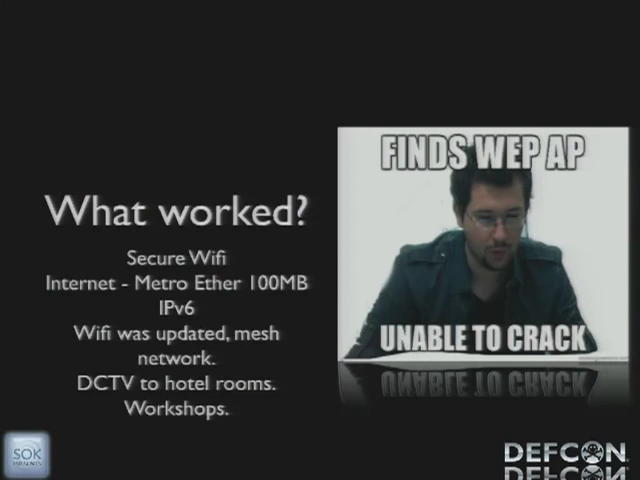 What worked?
Secure Wifi
Internet - Metro Ether 100MB
IPv6
Wifi was updated, mesh
network.
DCTV to hotel rooms.
Workshops.
FINDS WEP AP
UNABLE TO CRACK
SOK
PRESENTS
DEFCON